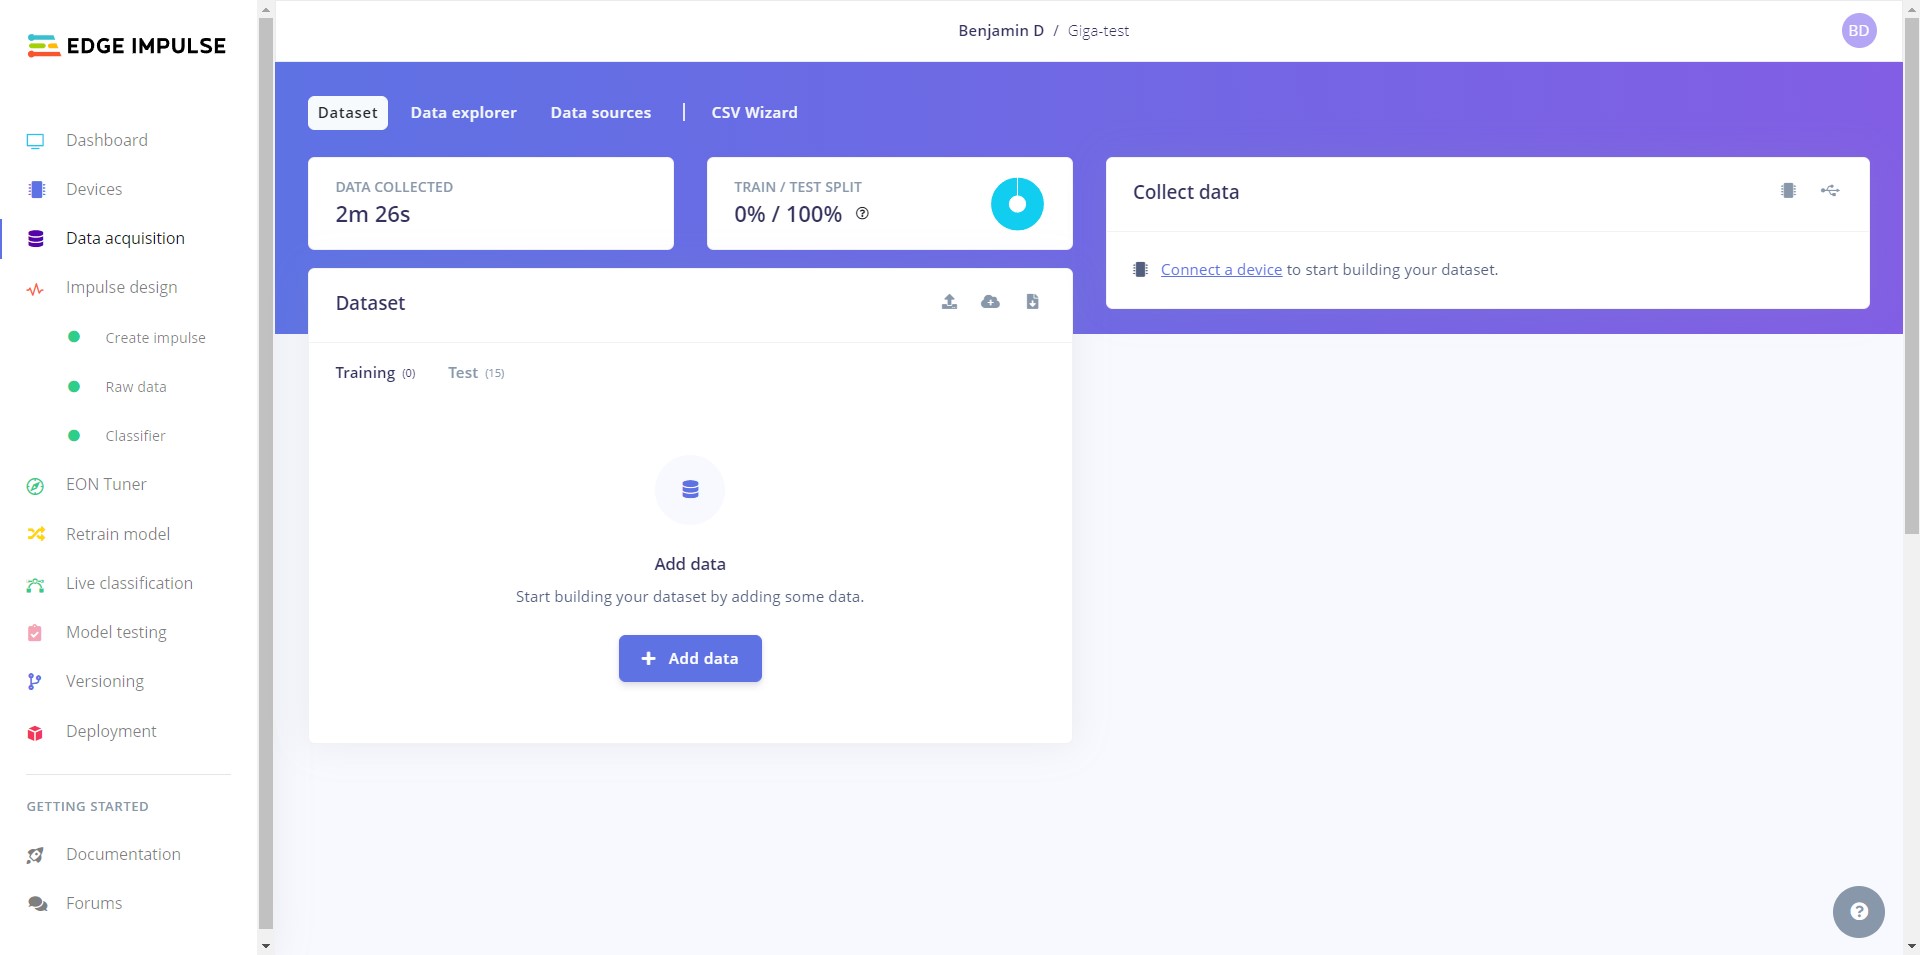 EDGE IMPULSE
Benjamin D / Giga-test
BD
Dashboard
Devices
Data acquisition
Impulse design
Create impulse
Raw data
Classifier
EON Tuner
Retrain model
Live classification
Model testing
Versioning
Deployment
GETTING STARTED
Documentation
Forums
Dataset
Data explorer
Data sources
|
CSV Wizard
DATA COLLECTED
2m 26s
TRAIN / TEST SPLIT
0% / 100% ?
Collect data
Connect a device to start building your dataset.
Dataset
Training (0)
Test (15)
Add data
Start building your dataset by adding some data.
+ Add data
?